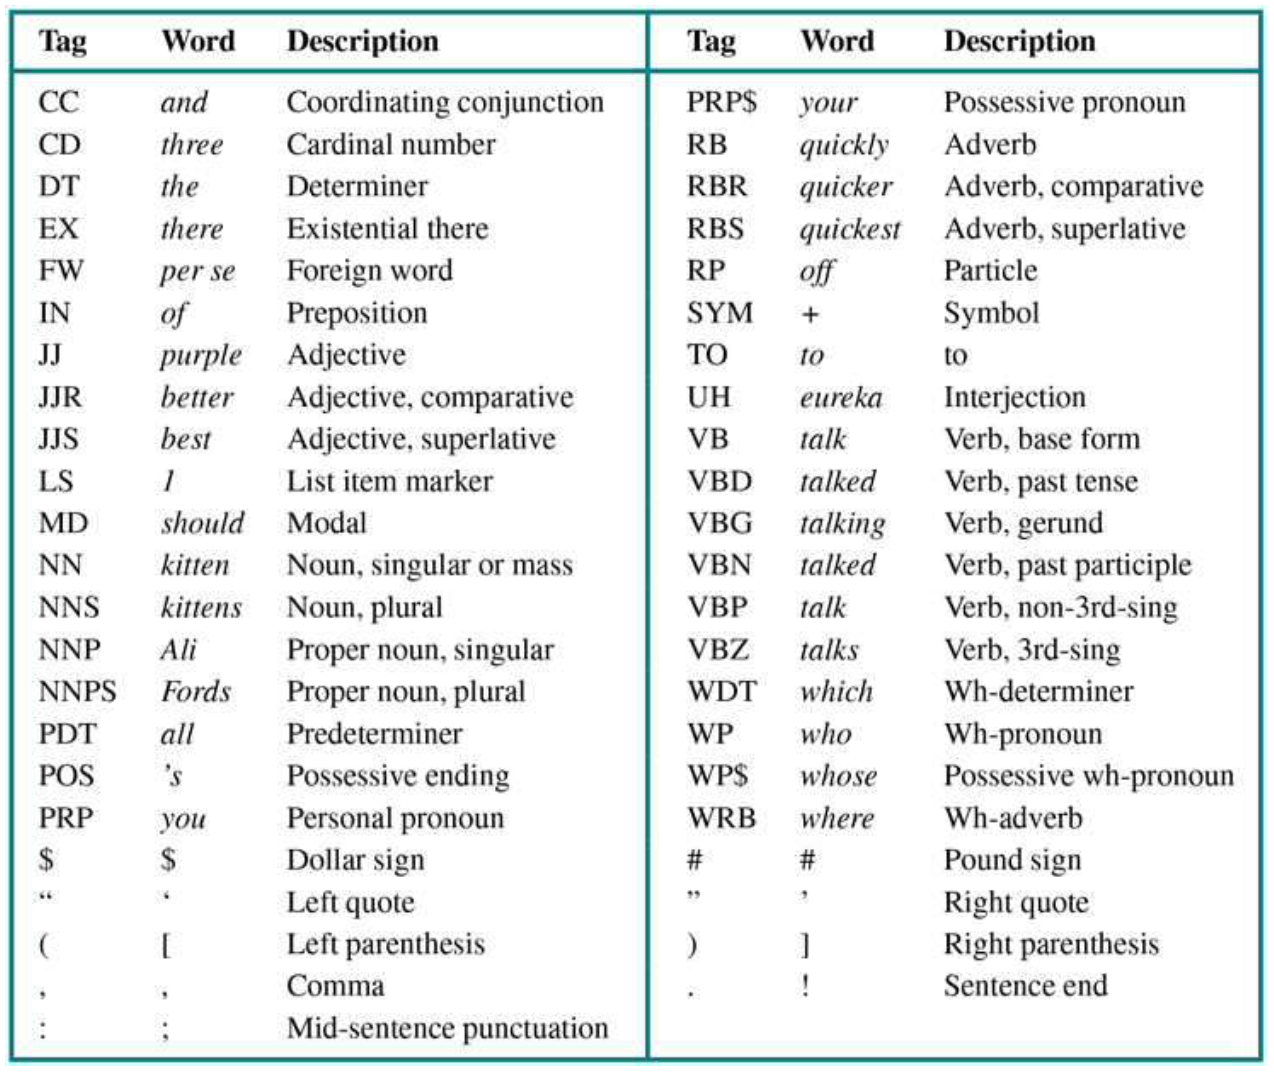 Tag Word Description
CC and Coordinating conjunction
CD three Cardinal number
DT the Determiner
EX there Existential there
FW per se Foreign word
IN of Preposition
JJ purple Adjective
JJR better Adjective, comparative
JJS best Adjective, superlative
LS 1 List item marker
MD should Modal
NN kitten Noun, singular or mass
NNS kittens Noun, plural
NNP Ali Proper noun, singular
NNPS Fords Proper noun, plural
PDT all Predeterminer
POS 's Possessive ending
PRP you Personal pronoun
$ $ Dollar sign
“ ‘ Left quote
( [ Left parenthesis
, , Comma
: ; Mid-sentence punctuation
Tag Word Description
PRP$ your Possessive pronoun
RB quickly Adverb
RBR quicker Adverb, comparative
RBS quickest Adverb, superlative
RP off Particle
SYM + Symbol
TO to to
UH eureka Interjection
VB talk Verb, base form
VBD talked Verb, past tense
VBG talking Verb, gerund
VBN talked Verb, past participle
VBP talk Verb, non-3rd-sing
VBZ talks Verb, 3rd-sing
WDT which Wh-determiner
WP who Wh-pronoun
WP$ whose Possessive wh-pronoun
WRB where Wh-adverb
# # Pound sign
” ’ Right quote
) ] Right parenthesis
. ! Sentence end